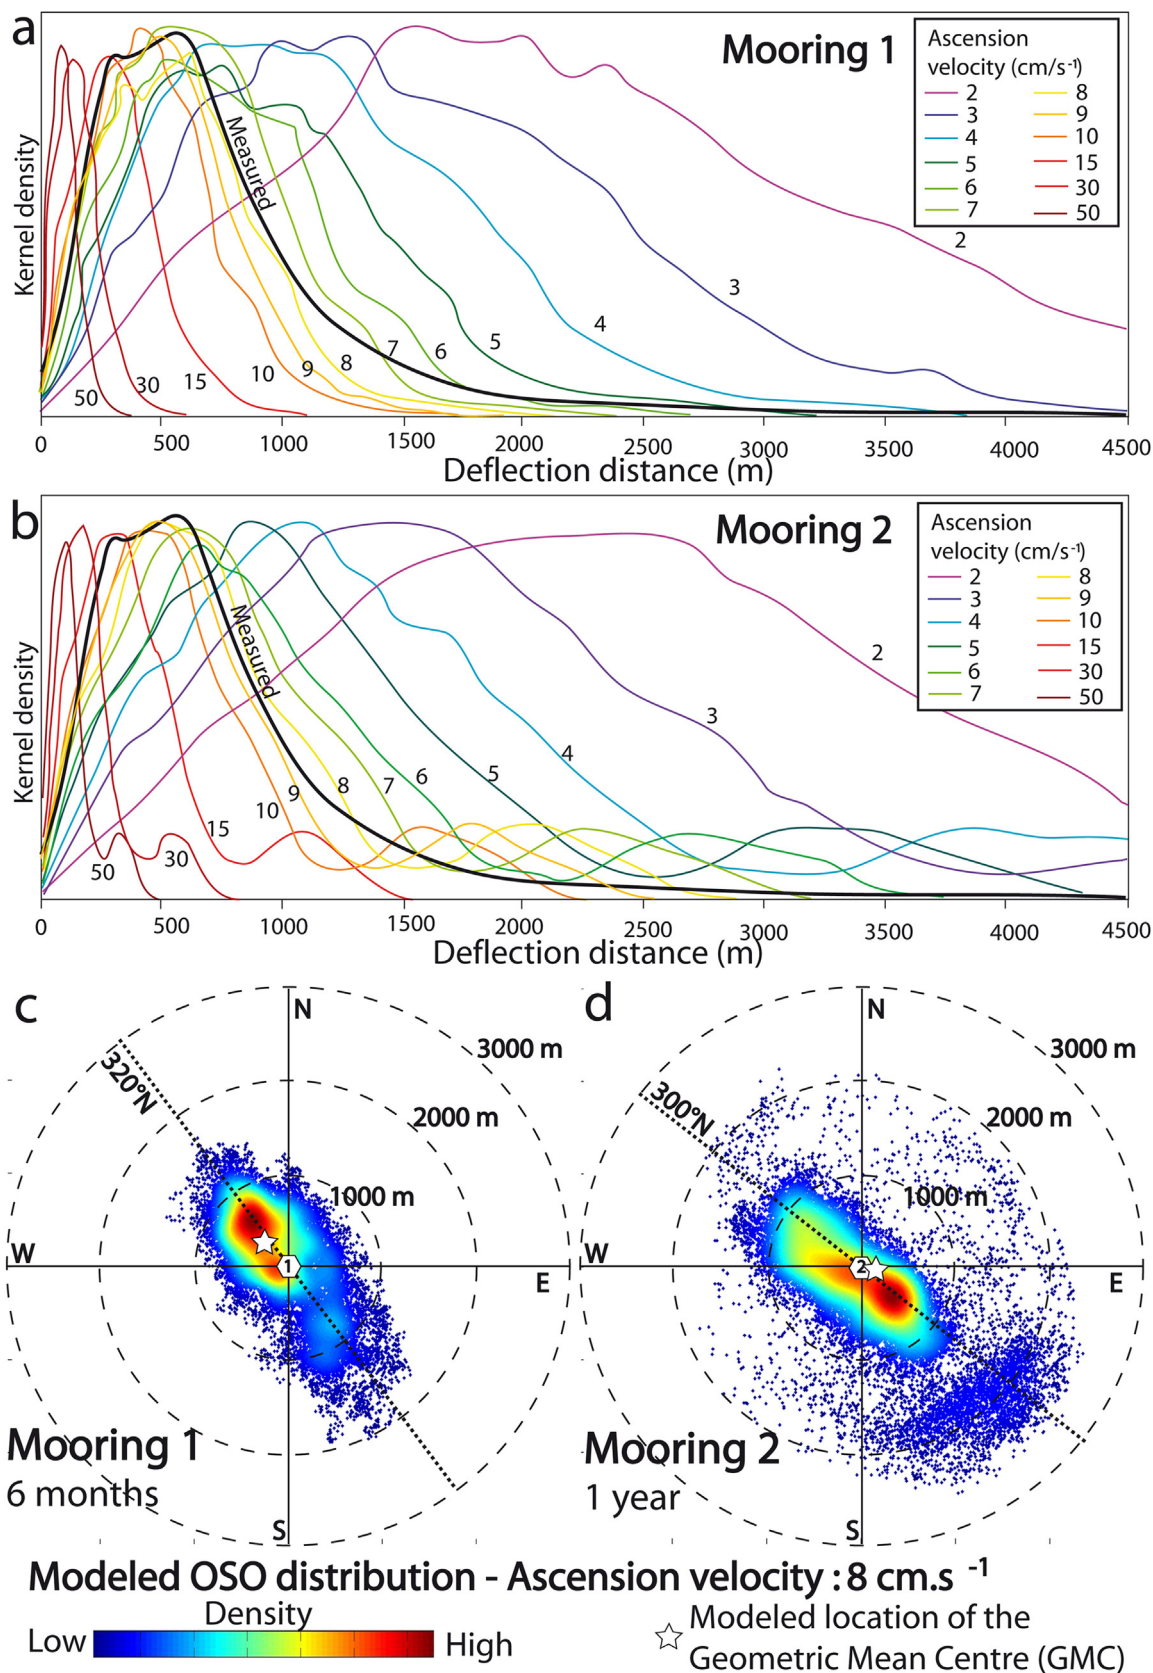 a
Mooring 1
Ascension
velocity (cm/s⁻¹)
2 8
3 9
4 10
5 15
6 30
7 50
Kernel density
Measured
50 30 15 10 9 8 7 6 5 4 3 2
0 500 1000 1500 2000 2500 3000 3500 4000 4500
Deflection distance (m)
b
Mooring 2
Ascension
velocity (cm/s⁻¹)
2 8
3 9
4 10
5 15
6 30
7 50
Kernel density
Measured
50 30 15 10 9 8 7 6 5 4 3 2
0 500 1000 1500 2000 2500 3000 3500 4000 4500
Deflection distance (m)
c
N
3000 m
320°N
2000 m
1000 m
W
1
E
Mooring 1
6 months
S
d
N
3000 m
300°N
2000 m
1000 m
W
2
E
Mooring 2
1 year
S
Modeled OSO distribution - Ascension velocity : 8 cm.s ⁻¹
Density
Low High
Modeled location of the
Geometric Mean Centre (GMC)